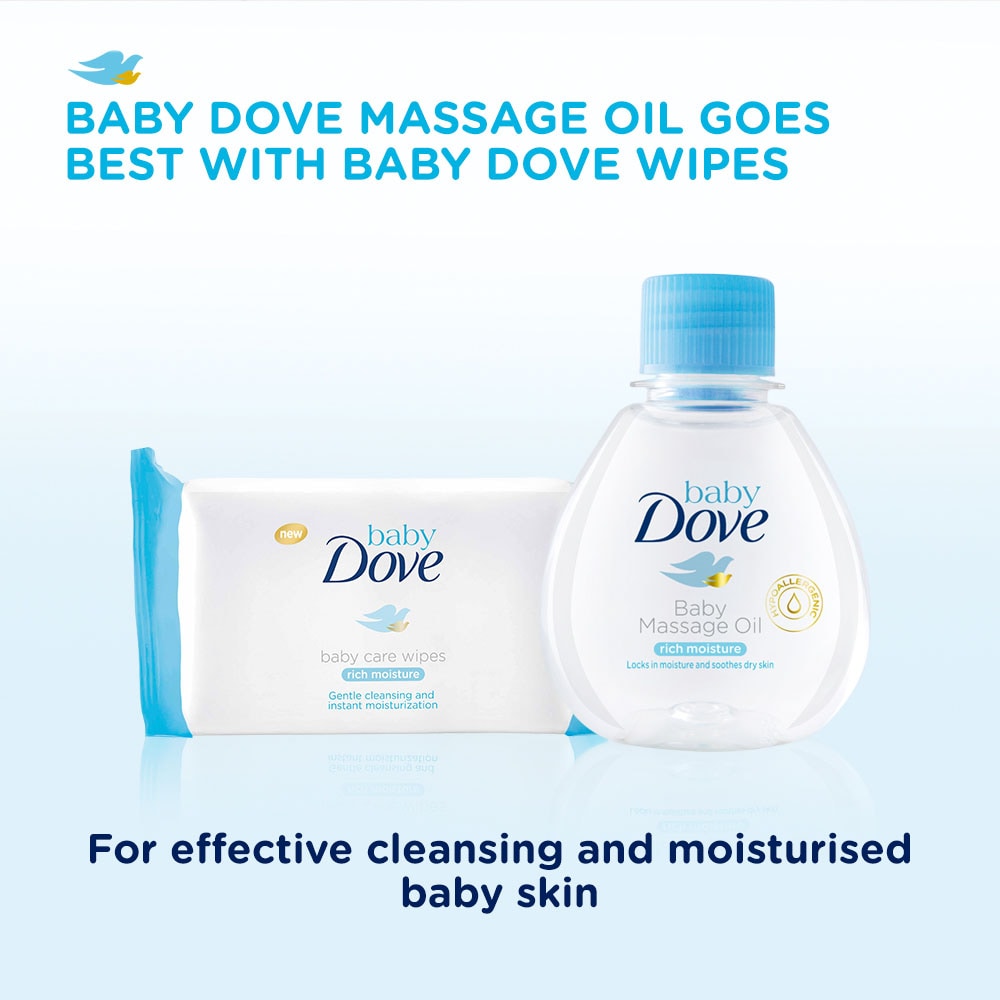 BABY DOVE MASSAGE OIL GOES
BEST WITH BABY DOVE WIPES
new
baby
Dove
baby care wipes
rich moisture
Gentle cleansing and
instant moisturization
baby
Dove
HYPOALLERGENIC
Baby
Massage Oil
rich moisture
Locks in moisture and soothes dry skin
For effective cleansing and moisturised
baby skin